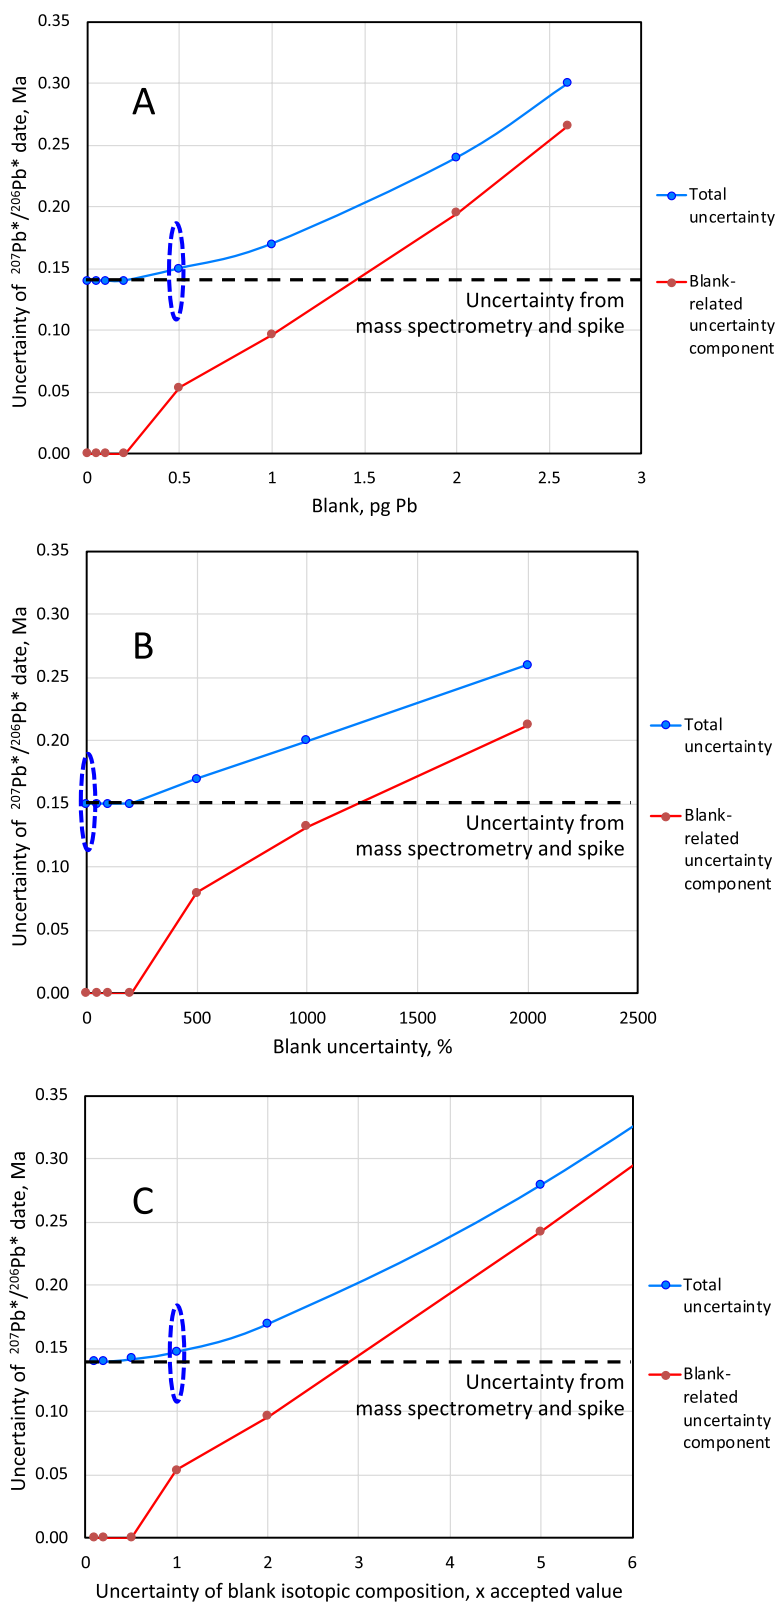 Uncertainty of ²⁰⁷Pb*/²⁰⁶Pb* date, Ma
0.35
0.30
0.25
0.20
0.15
0.10
0.05
0.00
A
Uncertainty from
mass spectrometry and spike
0 0.5 1 1.5 2 2.5 3
Blank, pg Pb
Total
uncertainty
Blank-
related
uncertainty
component
Uncertainty of ²⁰⁷Pb*/²⁰⁶Pb* date, Ma
0.35
0.30
0.25
0.20
0.15
0.10
0.05
0.00
B
Uncertainty from
mass spectrometry and spike
0 500 1000 1500 2000 2500
Blank uncertainty, %
Total
uncertainty
Blank-
related
uncertainty
component
Uncertainty of ²⁰⁷Pb*/²⁰⁶Pb* date, Ma
0.35
0.30
0.25
0.20
0.15
0.10
0.05
0.00
C
Uncertainty from
mass spectrometry and spike
0 1 2 3 4 5 6
Uncertainty of blank isotopic composition, x accepted value
Total
uncertainty
Blank-
related
uncertainty
component